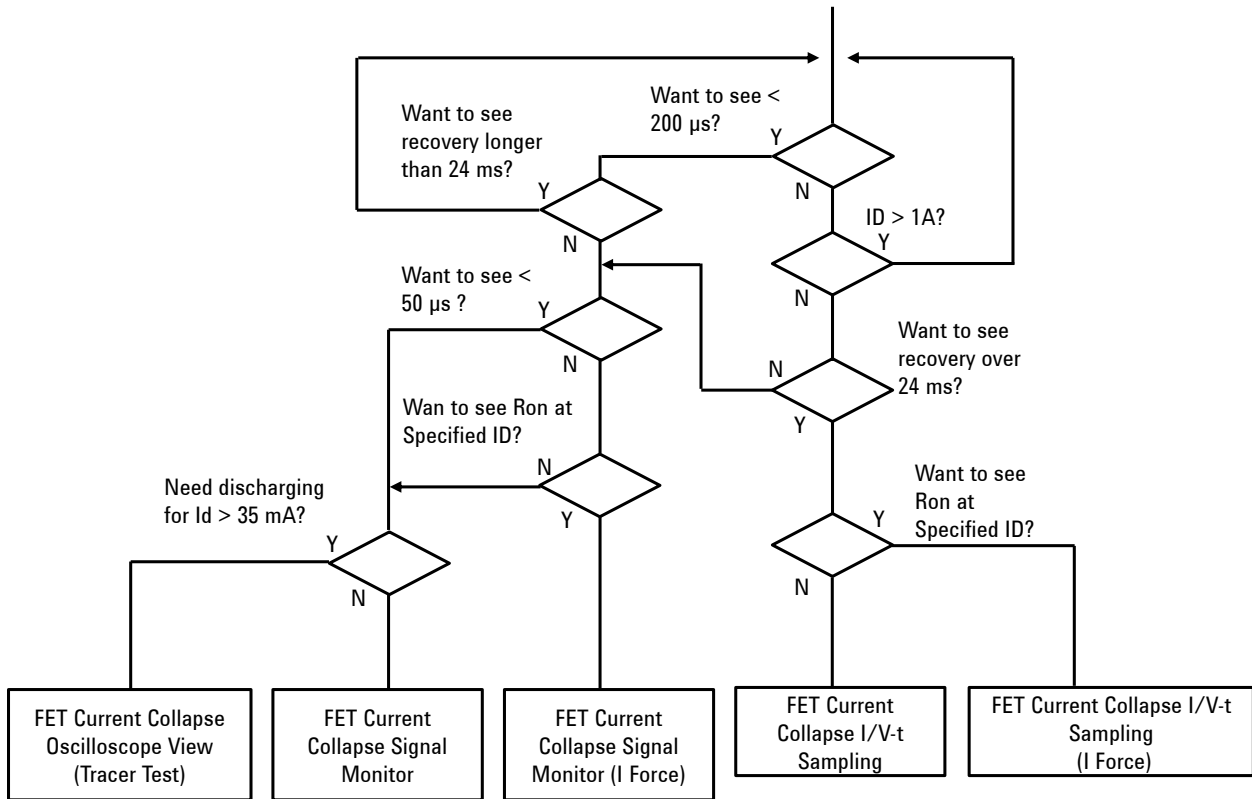 Want to see <
200 µs?
Y
N
Want to see
recovery longer
than 24 ms?
Y
N
ID > 1A?
Y
N
Want to see <
50 µs ?
Y
N
Want to see
recovery over
24 ms?
N
Y
Wan to see Ron at
Specified ID?
N
Y
Want to see
Ron at
Specified ID?
Y
N
Need discharging
for Id > 35 mA?
Y
N
FET Current Collapse
Oscilloscope View
(Tracer Test)
FET Current
Collapse Signal
Monitor
FET Current
Collapse Signal
Monitor (I Force)
FET Current
Collapse I/V-t
Sampling
FET Current Collapse I/V-t
Sampling
(I Force)